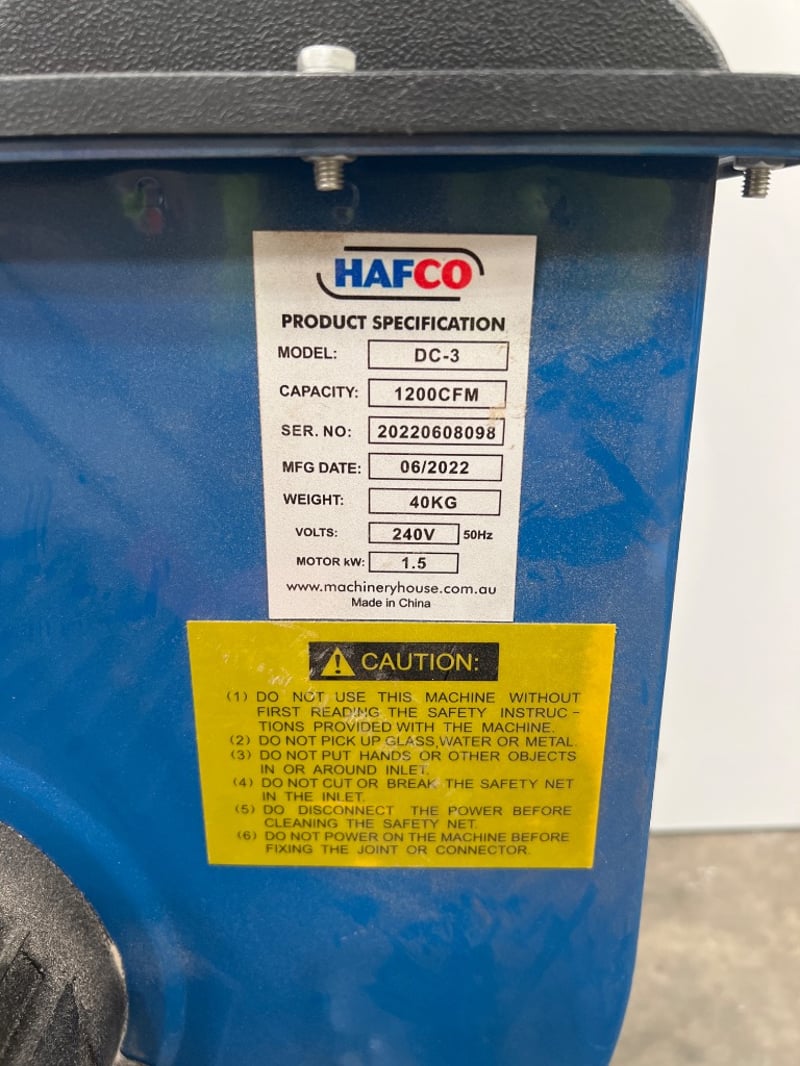 HAFCO
PRODUCT SPECIFICATION
MODEL: DC-3
CAPACITY: 1200CFM
SER. NO: 20220608098
MFG DATE: 06/2022
WEIGHT: 40KG
VOLTS: 240V 50Hz
MOTOR kW: 1.5
www.machineryhouse.com.au
Made in China
CAUTION:
(1) DO NOT USE THIS MACHINE WITHOUT
FIRST READING THE SAFETY INSTRUC-
TIONS PROVIDED WITH THE MACHINE.
(2) DO NOT PICK UP GLASS,WATER OR METAL.
(3) DO NOT PUT HANDS OR OTHER OBJECTS
IN OR AROUND INLET.
(4) DO NOT CUT OR BREAK THE SAFETY NET
IN THE INLET.
(5) DO DISCONNECT THE POWER BEFORE
CLEANING THE SAFETY NET.
(6) DO NOT POWER ON THE MACHINE BEFORE
FIXING THE JOINT OR CONNECTOR.